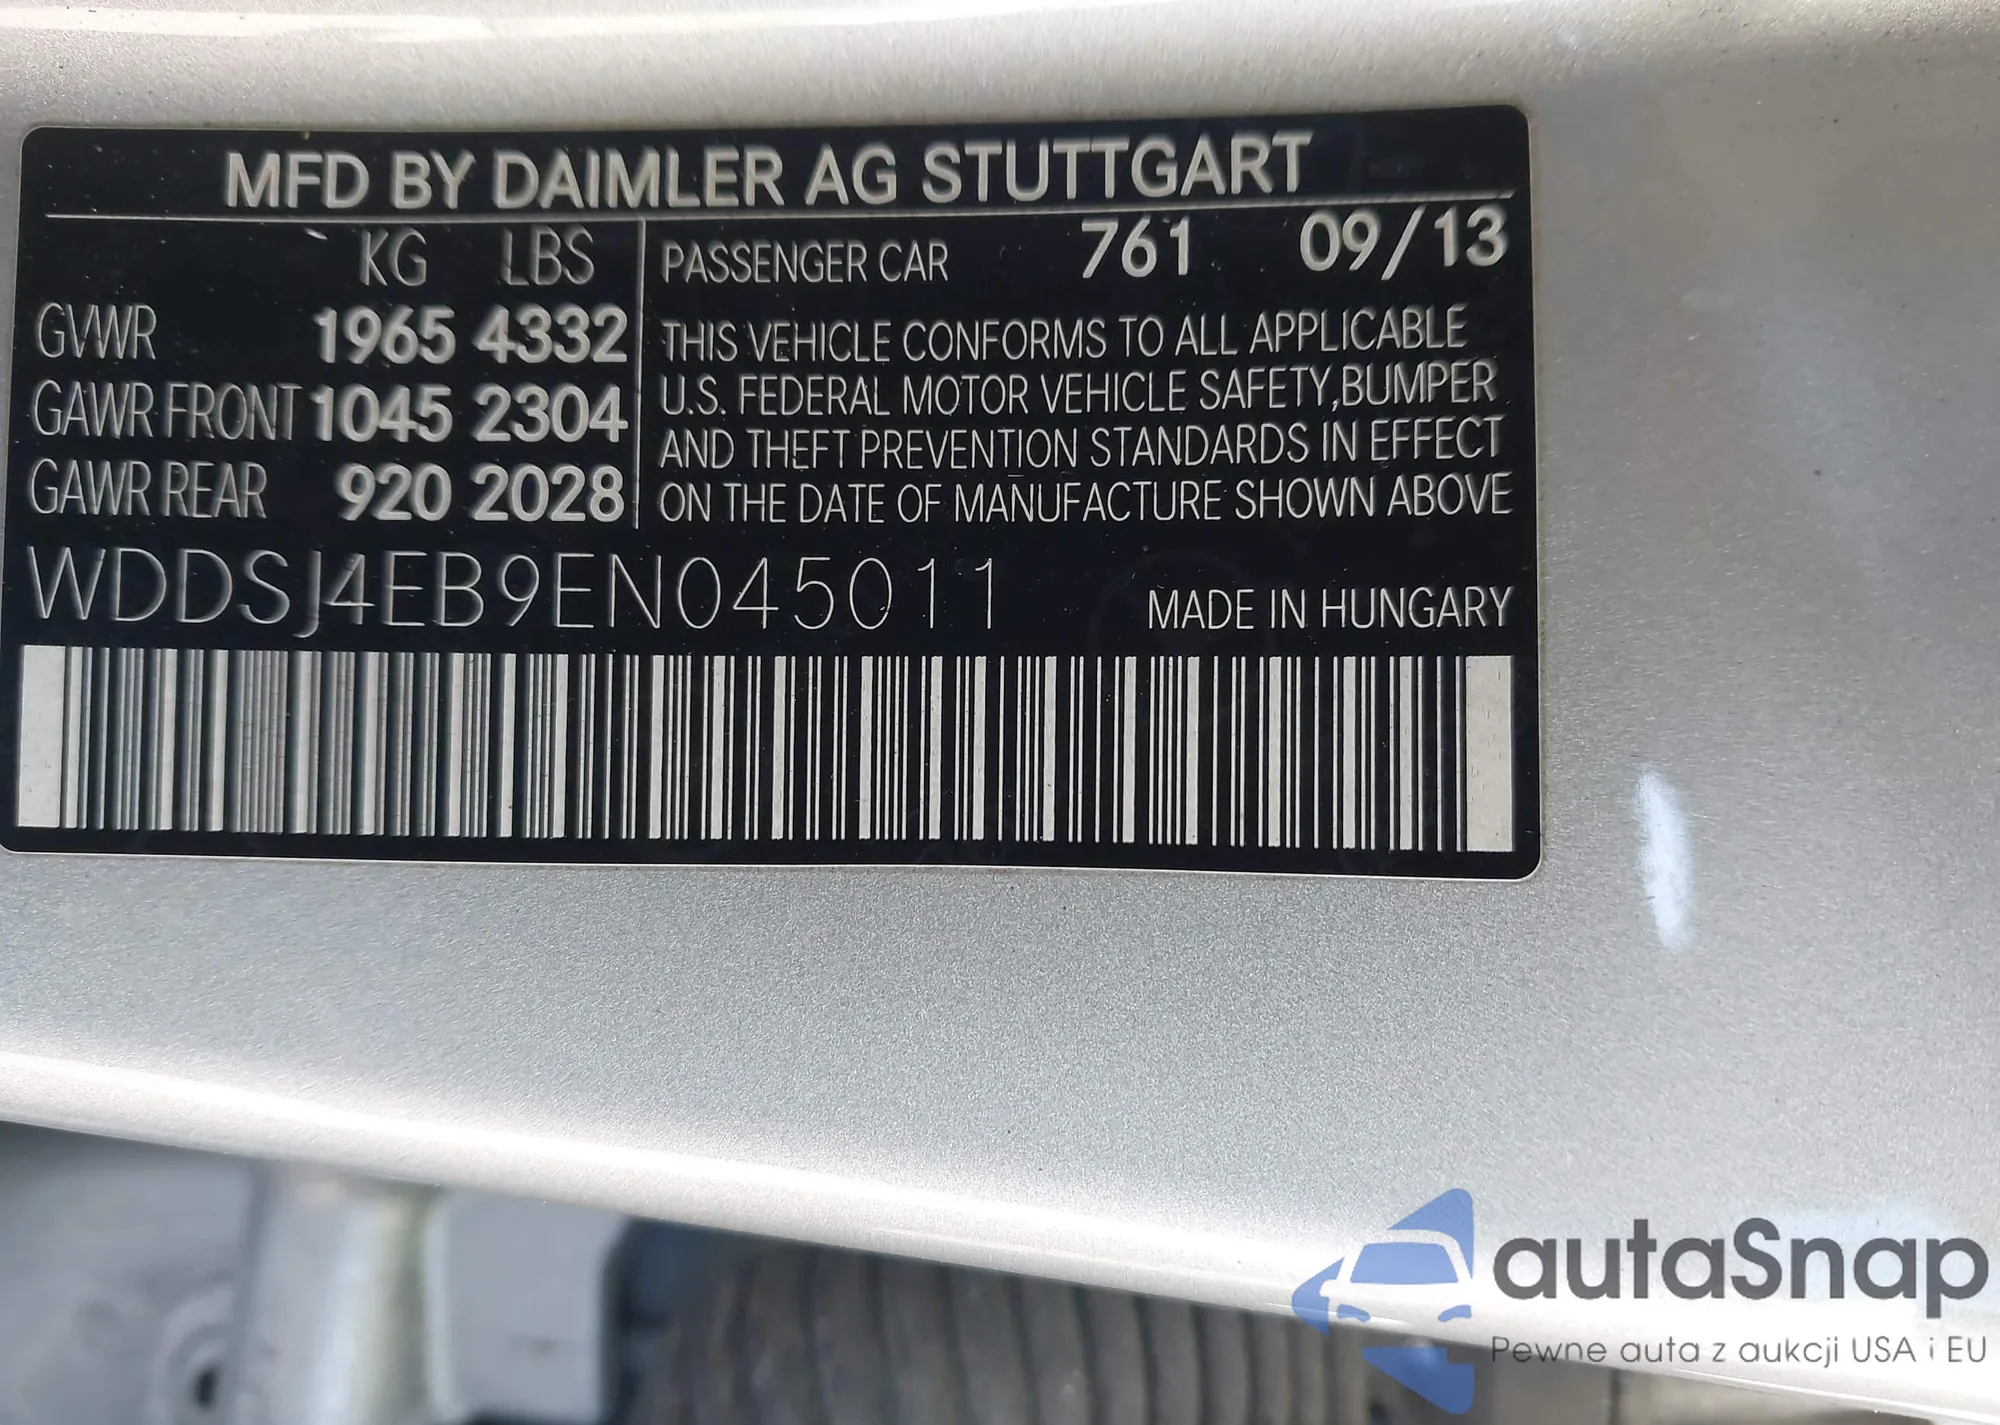 MFD BY DAIMLER AG STUTTGART
KG LBS
GVWR 1965 4332
GAWR FRONT 1045 2304
GAWR REAR 920 2028
PASSENGER CAR 761 09/13
THIS VEHICLE CONFORMS TO ALL APPLICABLE
U.S. FEDERAL MOTOR VEHICLE SAFETY,BUMPER
AND THEFT PREVENTION STANDARDS IN EFFECT
ON THE DATE OF MANUFACTURE SHOWN ABOVE
WDDSJ4EB9EN045011
MADE IN HUNGARY
autaSnap
Pewne auta z aukcji USA i EU